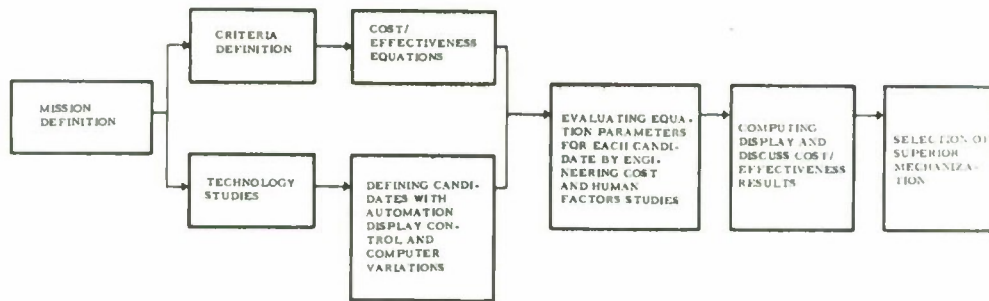 MISSION
DEFINITION
CRITERIA
DEFINITION
COST/
EFFECTIVENESS
EQUATIONS
TECHNOLOGY
STUDIES
DEFINING CANDI-
DATES WITH
AUTOMATION
DISPLAY CON-
TROL AND
COMPUTER
VARIATIONS
EVALUATING EQUA-
TION PARAMETERS
FOR EACH CANDI-
DATE BY ENGI-
NEERING COST
AND HUMAN
FACTORS STUDIES
COMPUTING
DISPLAY AND
DISCUSS COST/
EFFECTIVENESS
RESULTS
SELECTION OF
SUPERIOR
MECHANIZA-
TION